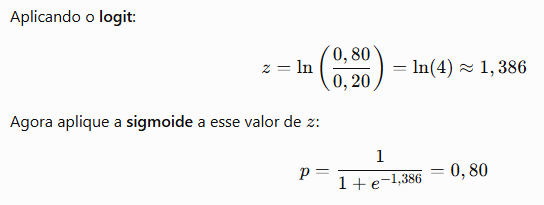 Aplicando o logit:
z = ln(0,80/0,20) = ln(4) ≈ 1,386
Agora aplique a sigmoide a esse valor de z:
p = 1/(1 + e^{−1,386}) = 0,80